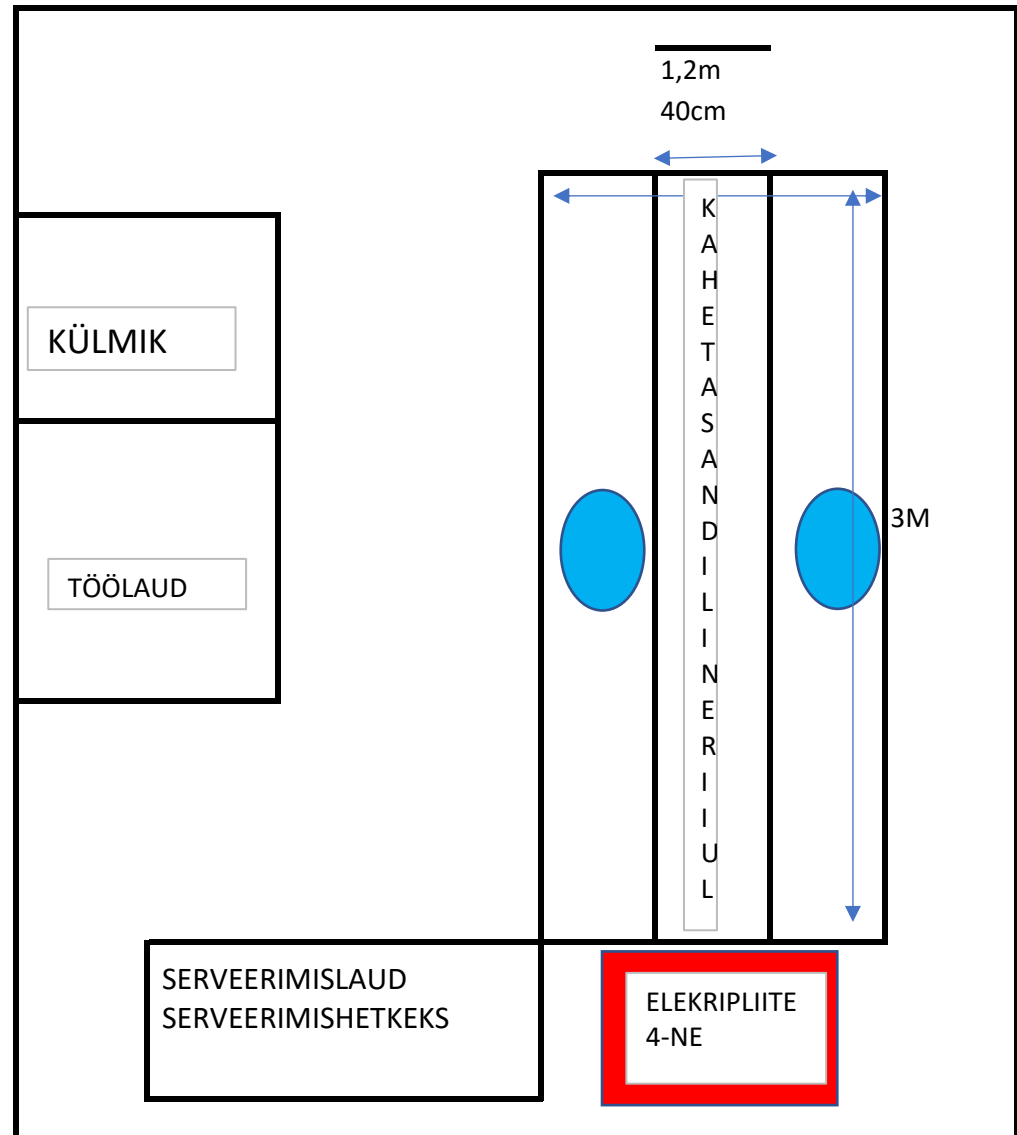 1,2m
40cm
KÜLMIK
TÖÖLAUD
K
A
H
E
T
A
S
A
N
D
I
L
I
N
E
R
I
I
U
L
3M
SERVEERIMISLAUD
SERVEERIMISHETKEKS
ELEKRIPLIITE
4-NE